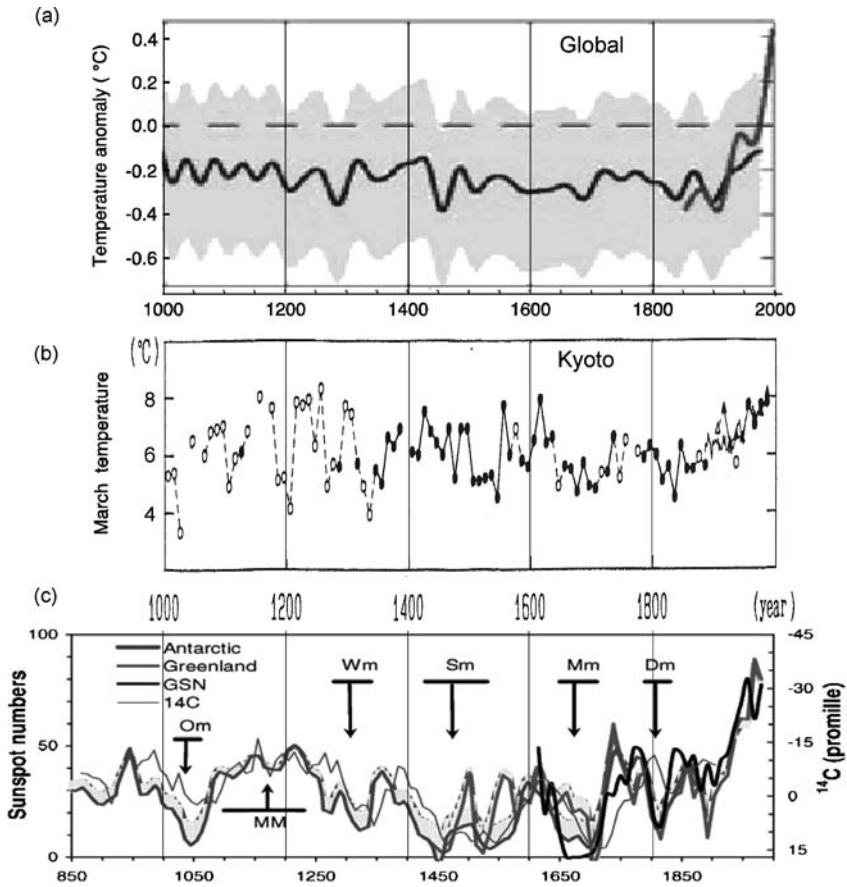 (a)
Global
Temperature anomaly ( °C)
0.4
0.2
0.0
-0.2
-0.4
-0.6
1000 1200 1400 1600 1800 2000
(b)
(℃)
Kyoto
March temperature
8
6
4
(c)
1000 1200 1400 1600 1800 (year)
Sunspot numbers
100
50
0
Antarctic
Greenland
GSN
14C
Om
MM
Wm
Sm
Mm
Dm
-45
-30
-15
0
15
¹⁴C (promille)
850 1050 1250 1450 1650 1850